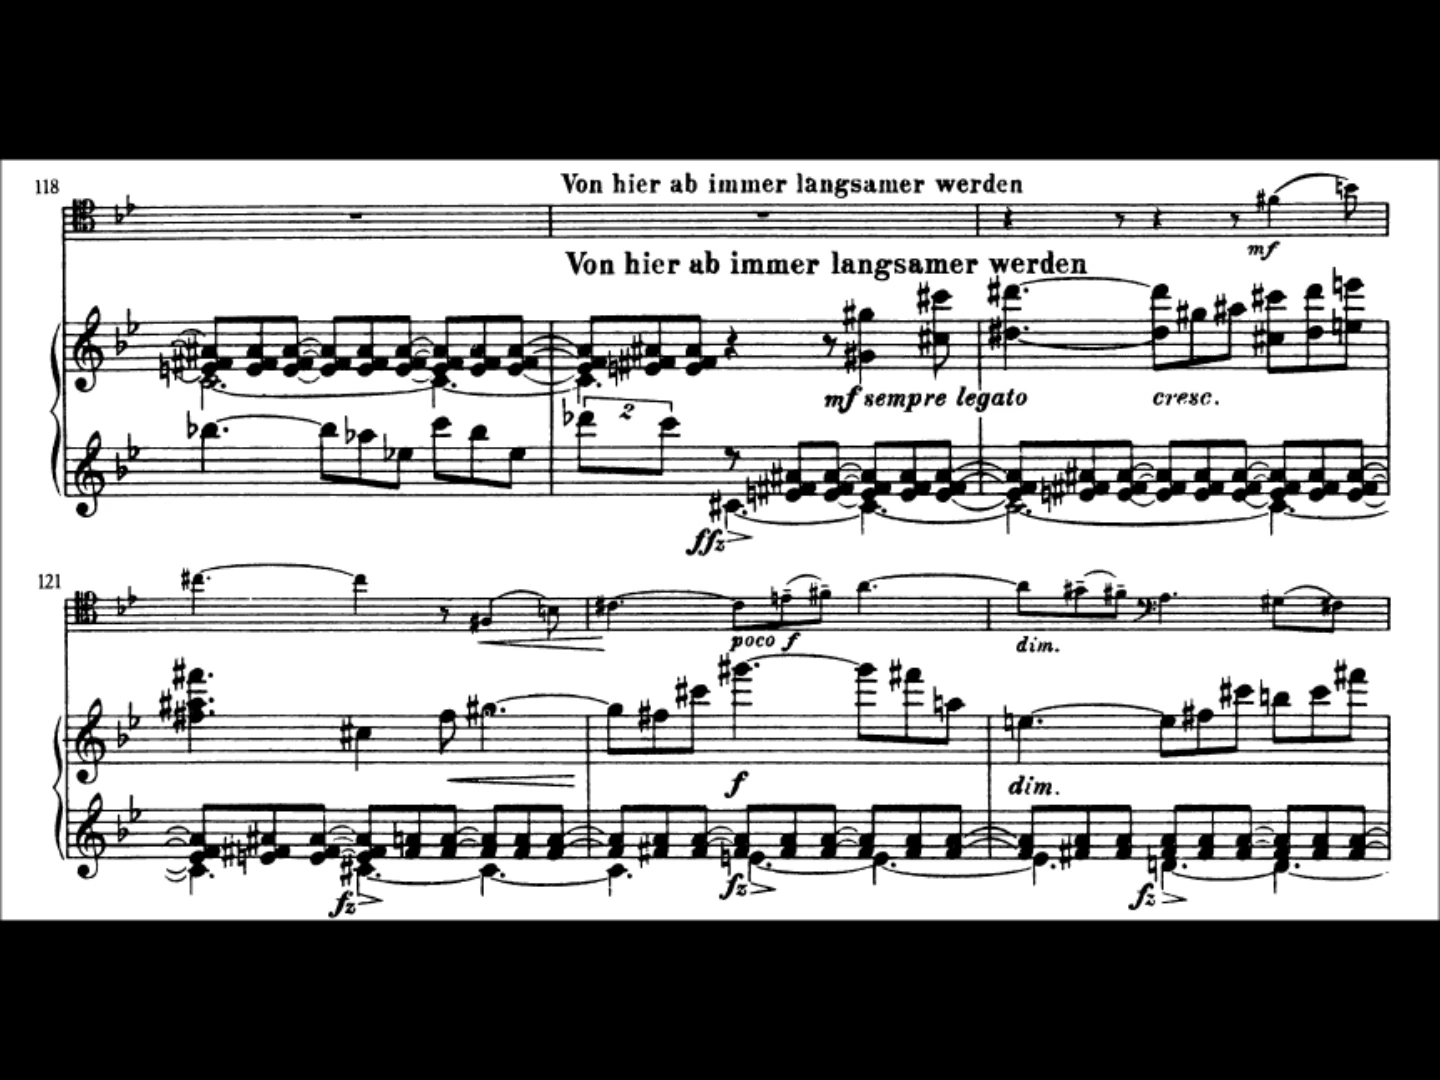 118
Von hier ab immer langsamer werden
mf
Von hier ab immer langsamer werden
mf sempre legato
cresc.
2
ffz
121
poco f
dim.
f
dim.
fz
fz
fz